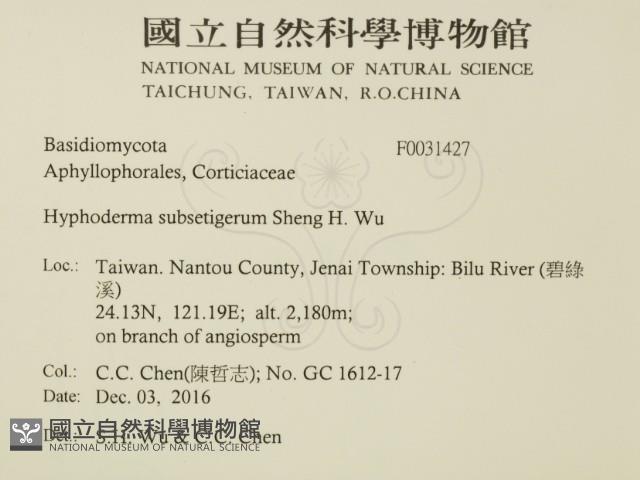 國立自然科學博物館
NATIONAL MUSEUM OF NATURAL SCIENCE
TAICHUNG, TAIWAN, R.O.CHINA
Basidiomycota F0031427
Aphyllophorales, Corticiaceae
Hyphoderma subsetigerum Sheng H. Wu
Loc.: Taiwan. Nantou County, Jenai Township: Bilu River (碧綠
溪)
24.13N, 121.19E; alt. 2,180m;
on branch of angiosperm
Col.: C.C. Chen(陳哲志); No. GC 1612-17
Date: Dec. 03, 2016
Det.: S.H. Wu & C.C. Chen
國立自然科學博物館
NATIONAL MUSEUM OF NATURAL SCIENCE